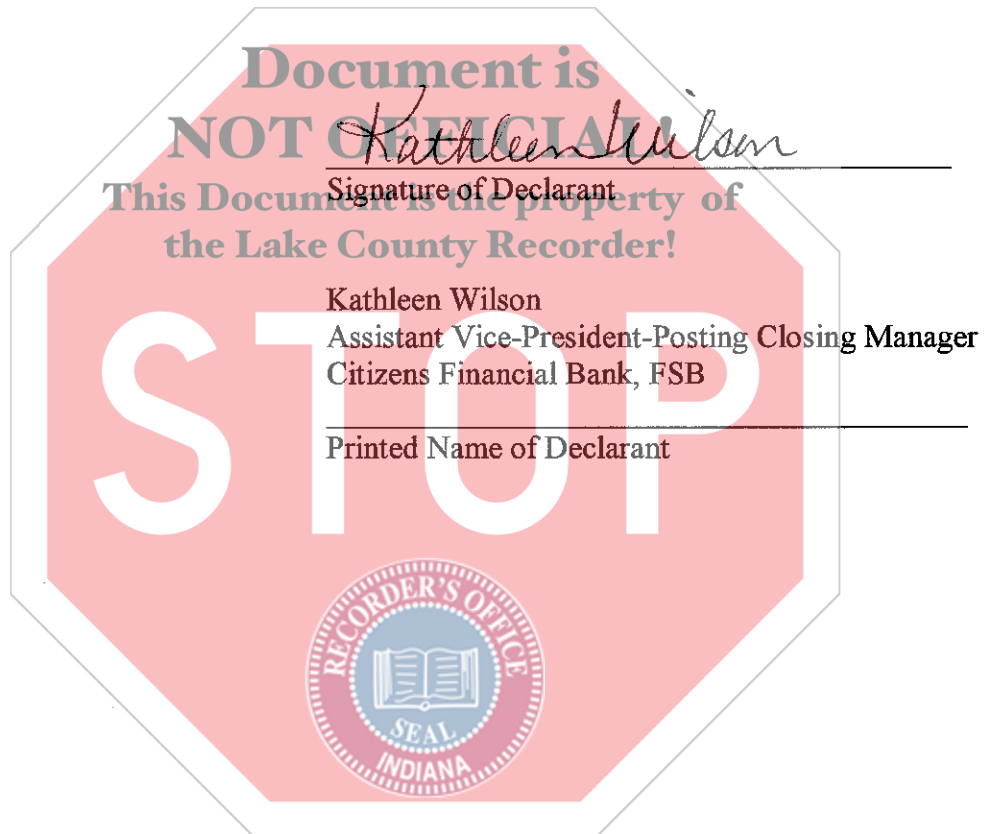 Document is
NOT OFFICIAL!
Kathleen Wilson
Signature of Declarant
This Document is the property of
the Lake County Recorder!
Kathleen Wilson
Assistant Vice-President-Posting Closing Manager
Citizens Financial Bank, FSB
Printed Name of Declarant
STOP
RECORDER'S OFFICE
SEAL
INDIANA